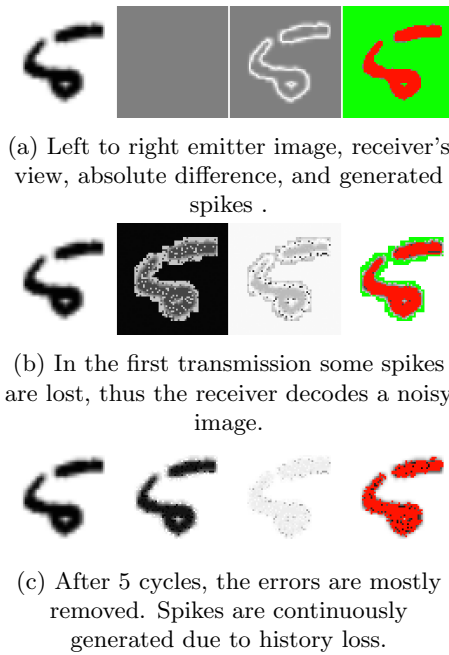 (a) Left to right emitter image, receiver's
view, absolute difference, and generated
spikes .
(b) In the first transmission some spikes
are lost, thus the receiver decodes a noisy
image.
(c) After 5 cycles, the errors are mostly
removed. Spikes are continuously
generated due to history loss.